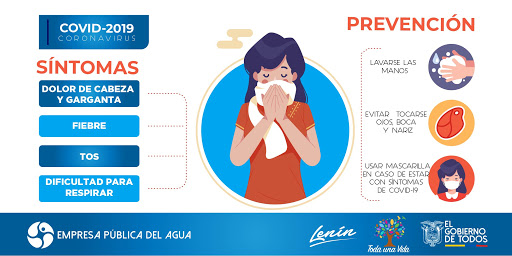 COVID-2019
CORONAVIRUS
SÍNTOMAS
DOLOR DE CABEZA
Y GARGANTA
FIEBRE
TOS
DIFICULTAD PARA
RESPIRAR
PREVENCIÓN
LAVARSE LAS
MANOS
EVITAR TOCARSE
OJOS, BOCA
Y NARIZ
USAR MASCARILLA
EN CASO DE ESTAR
CON SÍNTOMAS
DE COVID-19
EMPRESA PÚBLICA DEL AGUA
Lenín
Toda una Vida
EL
GOBIERNO
DE TODOS